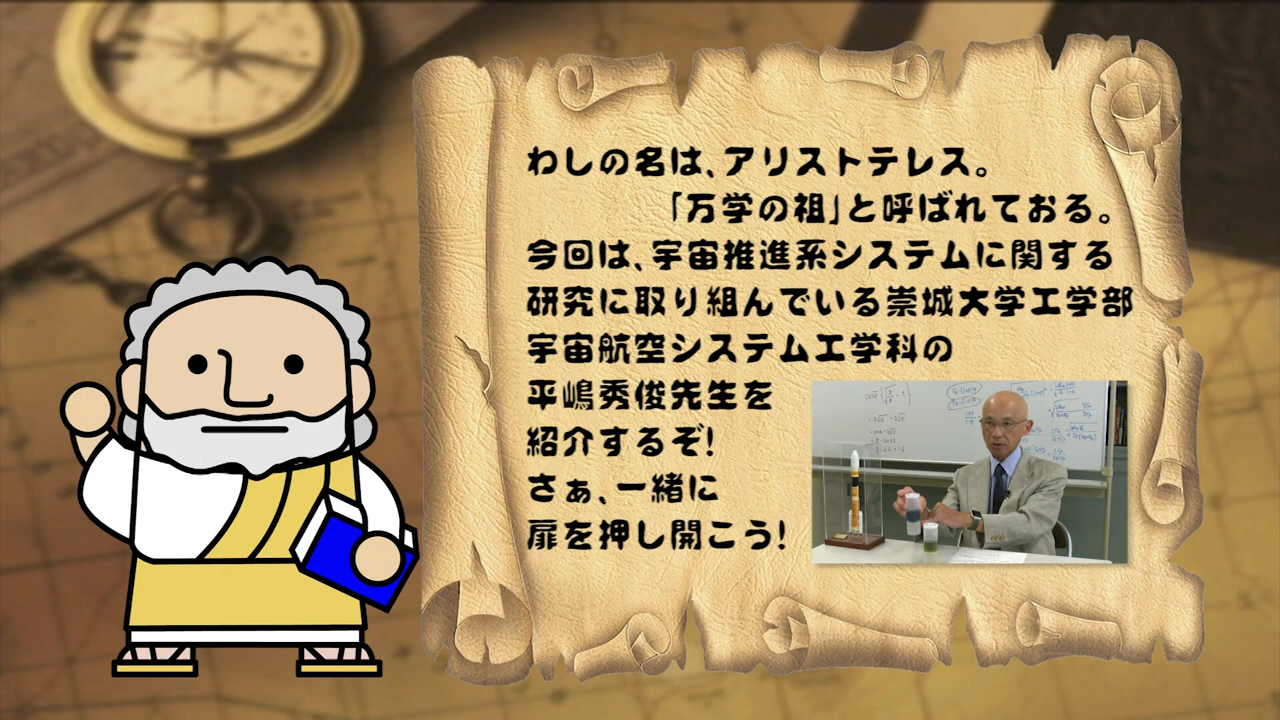 わしの名は、アリストテレス。
「万学の祖」と呼ばれておる。
今回は、宇宙推進系システムに関する
研究に取り組んでいる崇城大学工学部
宇宙航空システム工学科の
平嶋秀俊先生を
紹介するぞ!
さぁ、一緒に
扉を押し開こう!